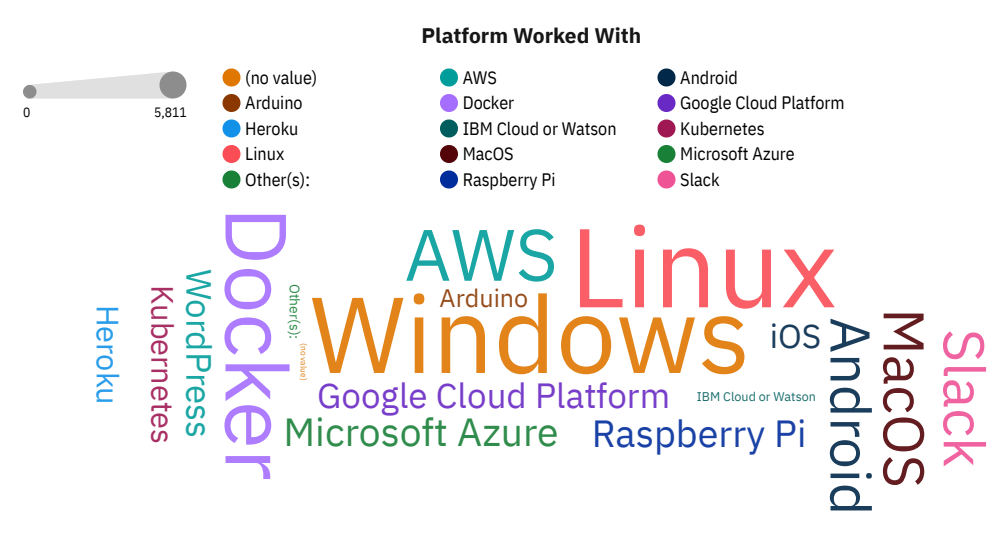 Platform Worked With
0
5,811
(no value)
AWS
Android
Arduino
Docker
Google Cloud Platform
Heroku
IBM Cloud or Watson
Kubernetes
Linux
MacOS
Microsoft Azure
Other(s):
Raspberry Pi
Slack
Heroku
Kubernetes
WordPress
Docker
Other(s):
(no value)
AWS
Linux
Arduino
Windows
iOS
Google Cloud Platform
IBM Cloud or Watson
Microsoft Azure
Raspberry Pi
Android
MacOS
Slack